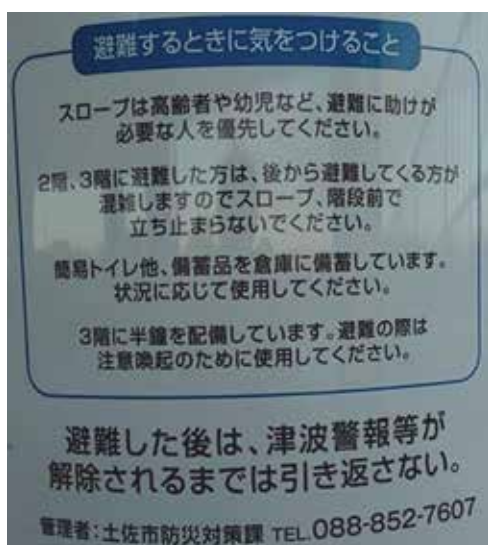 避難するときに気をつけること
スロープは高齢者や幼児など、避難に助けが
必要な人を優先してください。
2階、3階に避難した方は、後から避難してくる方が
混雑しますのでスロープ、階段前で
立ち止まらないでください。
簡易トイレ他、備蓄品を倉庫に備蓄しています。
状況に応じて使用してください。
3階に半鐘を配備しています。避難の際は
注意喚起のために使用してください。
避難した後は、津波警報等が
解除されるまでは引き返さない。
管理者:土佐市防災対策課 TEL.088-852-7607